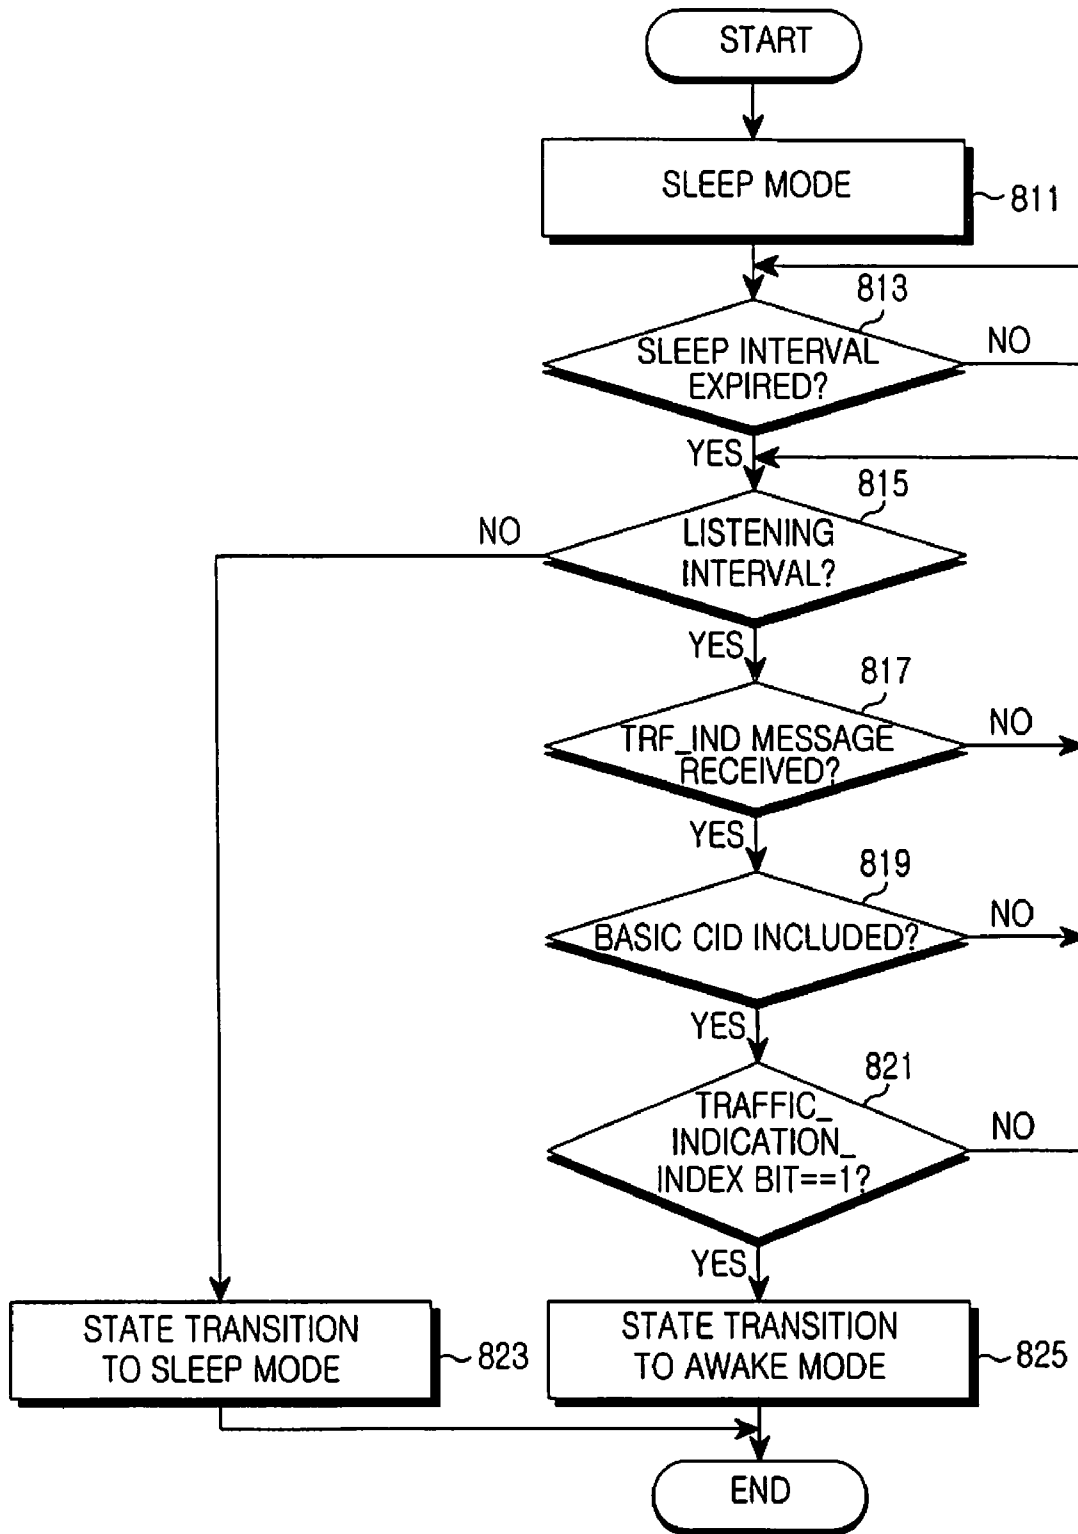 START
SLEEP MODE
811
813
SLEEP INTERVAL
EXPIRED?
NO
YES
815
NO
LISTENING
INTERVAL?
YES
817
TRF_IND MESSAGE
RECEIVED?
NO
YES
819
BASIC CID INCLUDED?
NO
YES
821
TRAFFIC_
INDICATION_
INDEX BIT==1?
NO
YES
STATE TRANSITION
TO SLEEP MODE
823
STATE TRANSITION
TO AWAKE MODE
825
END